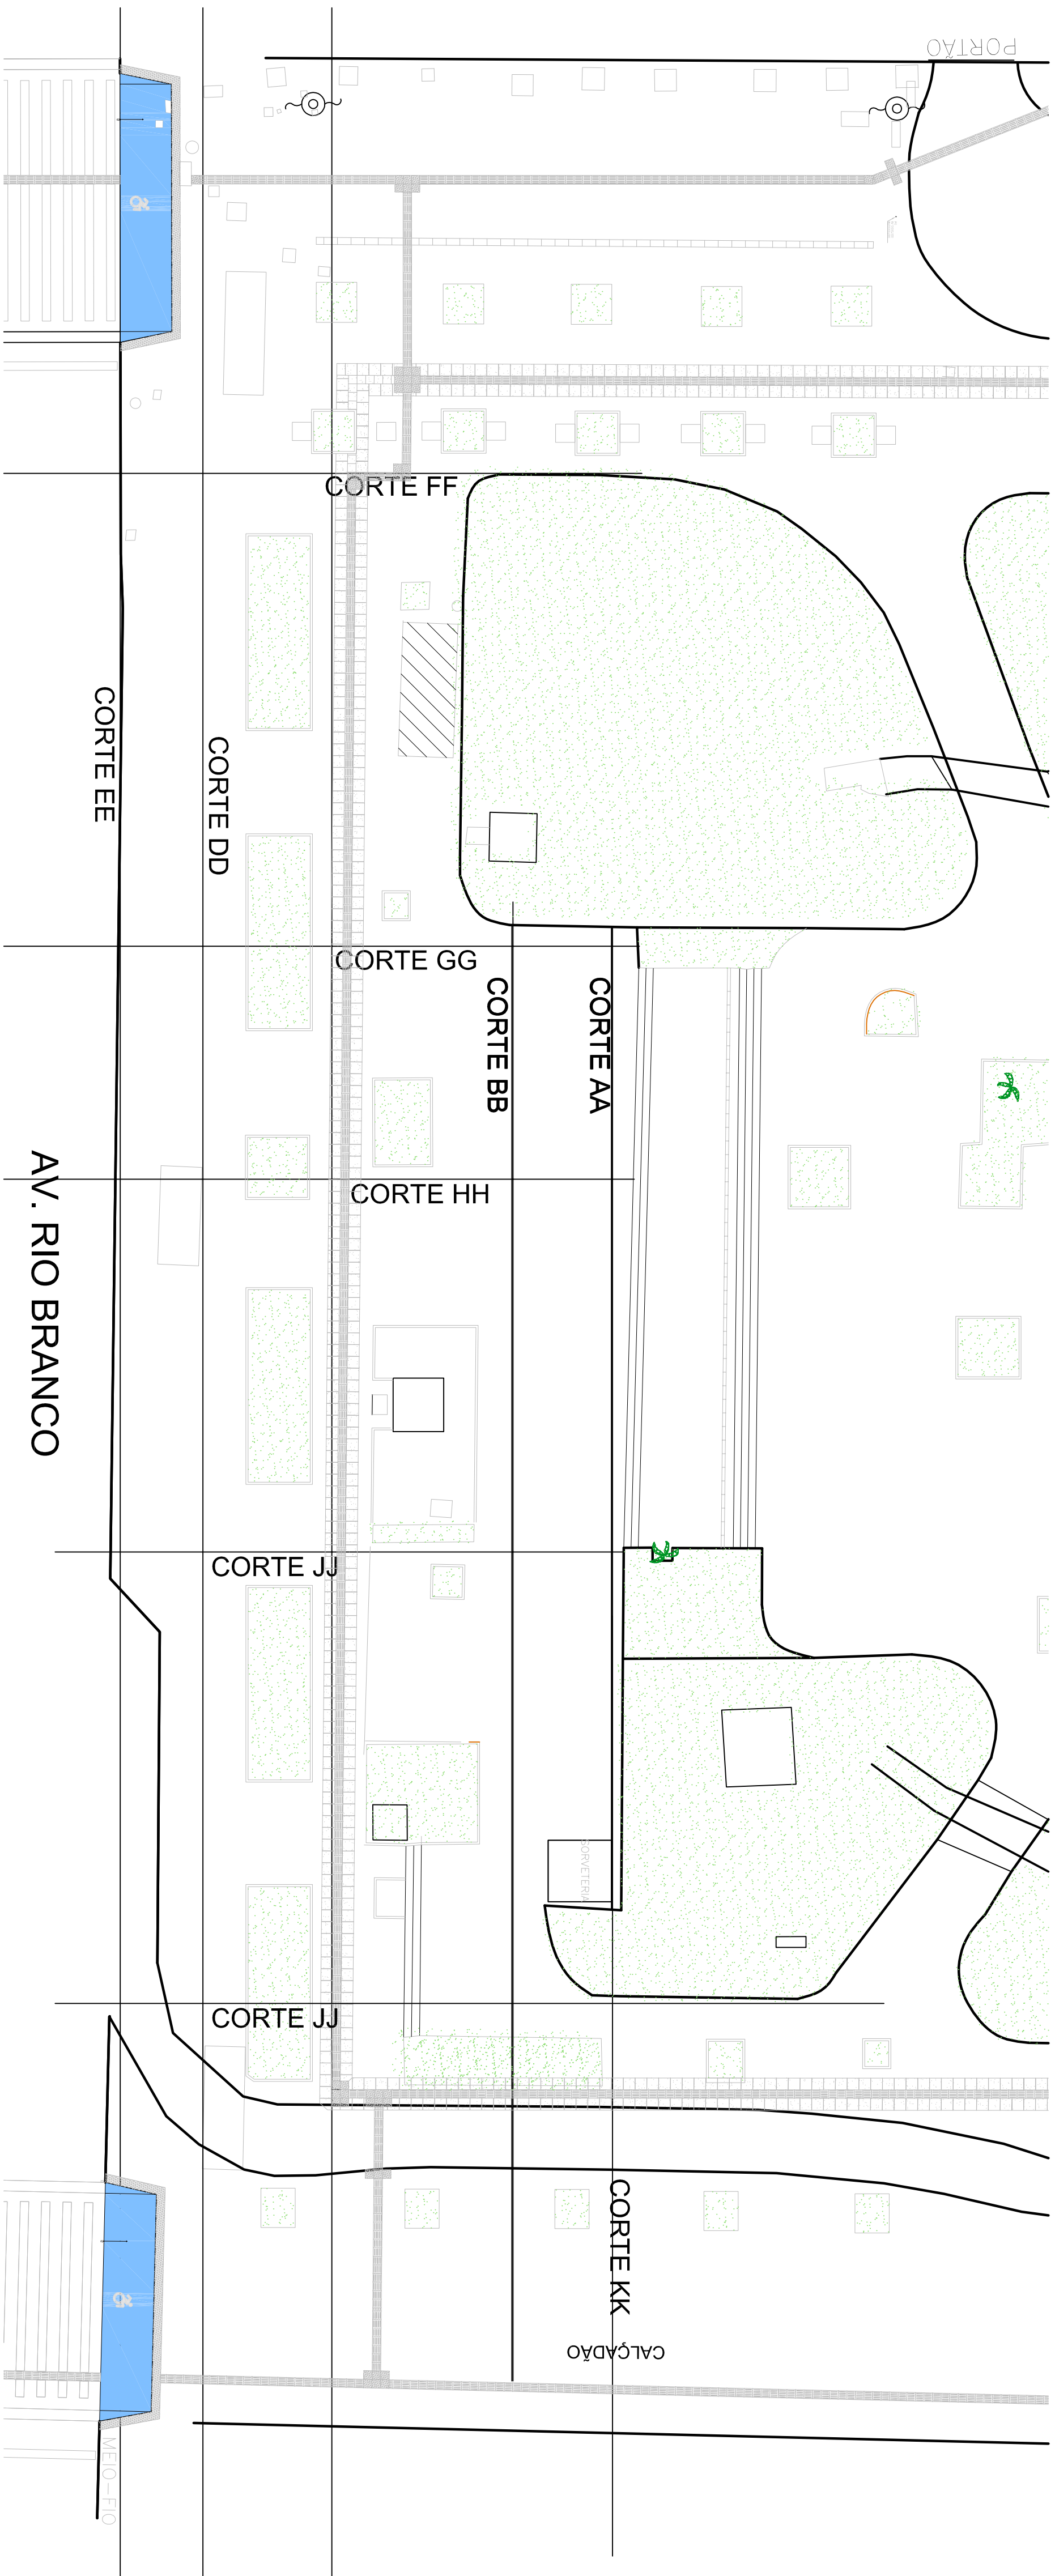 PORTÃO
CORTE FF
CORTE EE
CORTE DD
CORTE GG
CORTE BB
CORTE AA
AV. RIO BRANCO
CORTE HH
CORTE JJ
SORVETERIA
CORTE JJ
CORTE KK
CALÇADÃO
MEIO-FIO